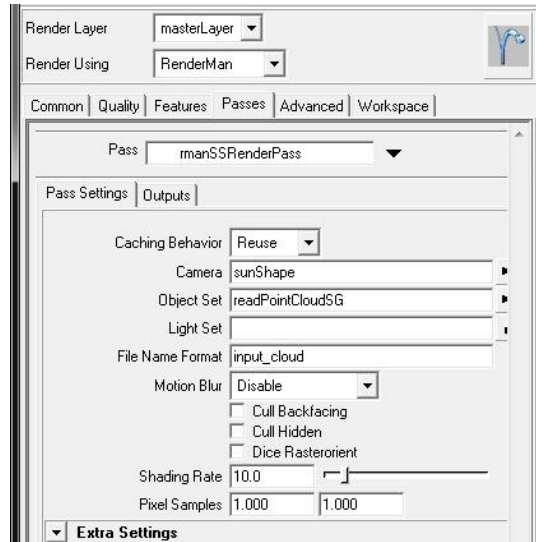 Render Layer masterLayer
Render Using RenderMan
Common Quality Features Passes Advanced Workspace
Pass rmanSSRenderPass
Pass Settings Outputs
Caching Behavior Reuse
Camera sunShape
Object Set readPointCloudSG
Light Set
File Name Format input_cloud
Motion Blur Disable
Cull Backfacing
Cull Hidden
Dice Rasterorient
Shading Rate 10.0
Pixel Samples 1.000 1.000
Extra Settings